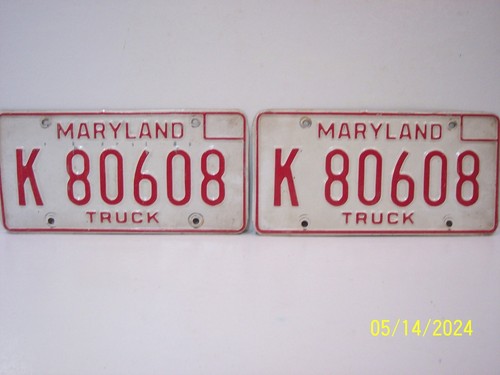 MARYLAND
K 80608
TRUCK
MARYLAND
K 80608
TRUCK
05/14/2024